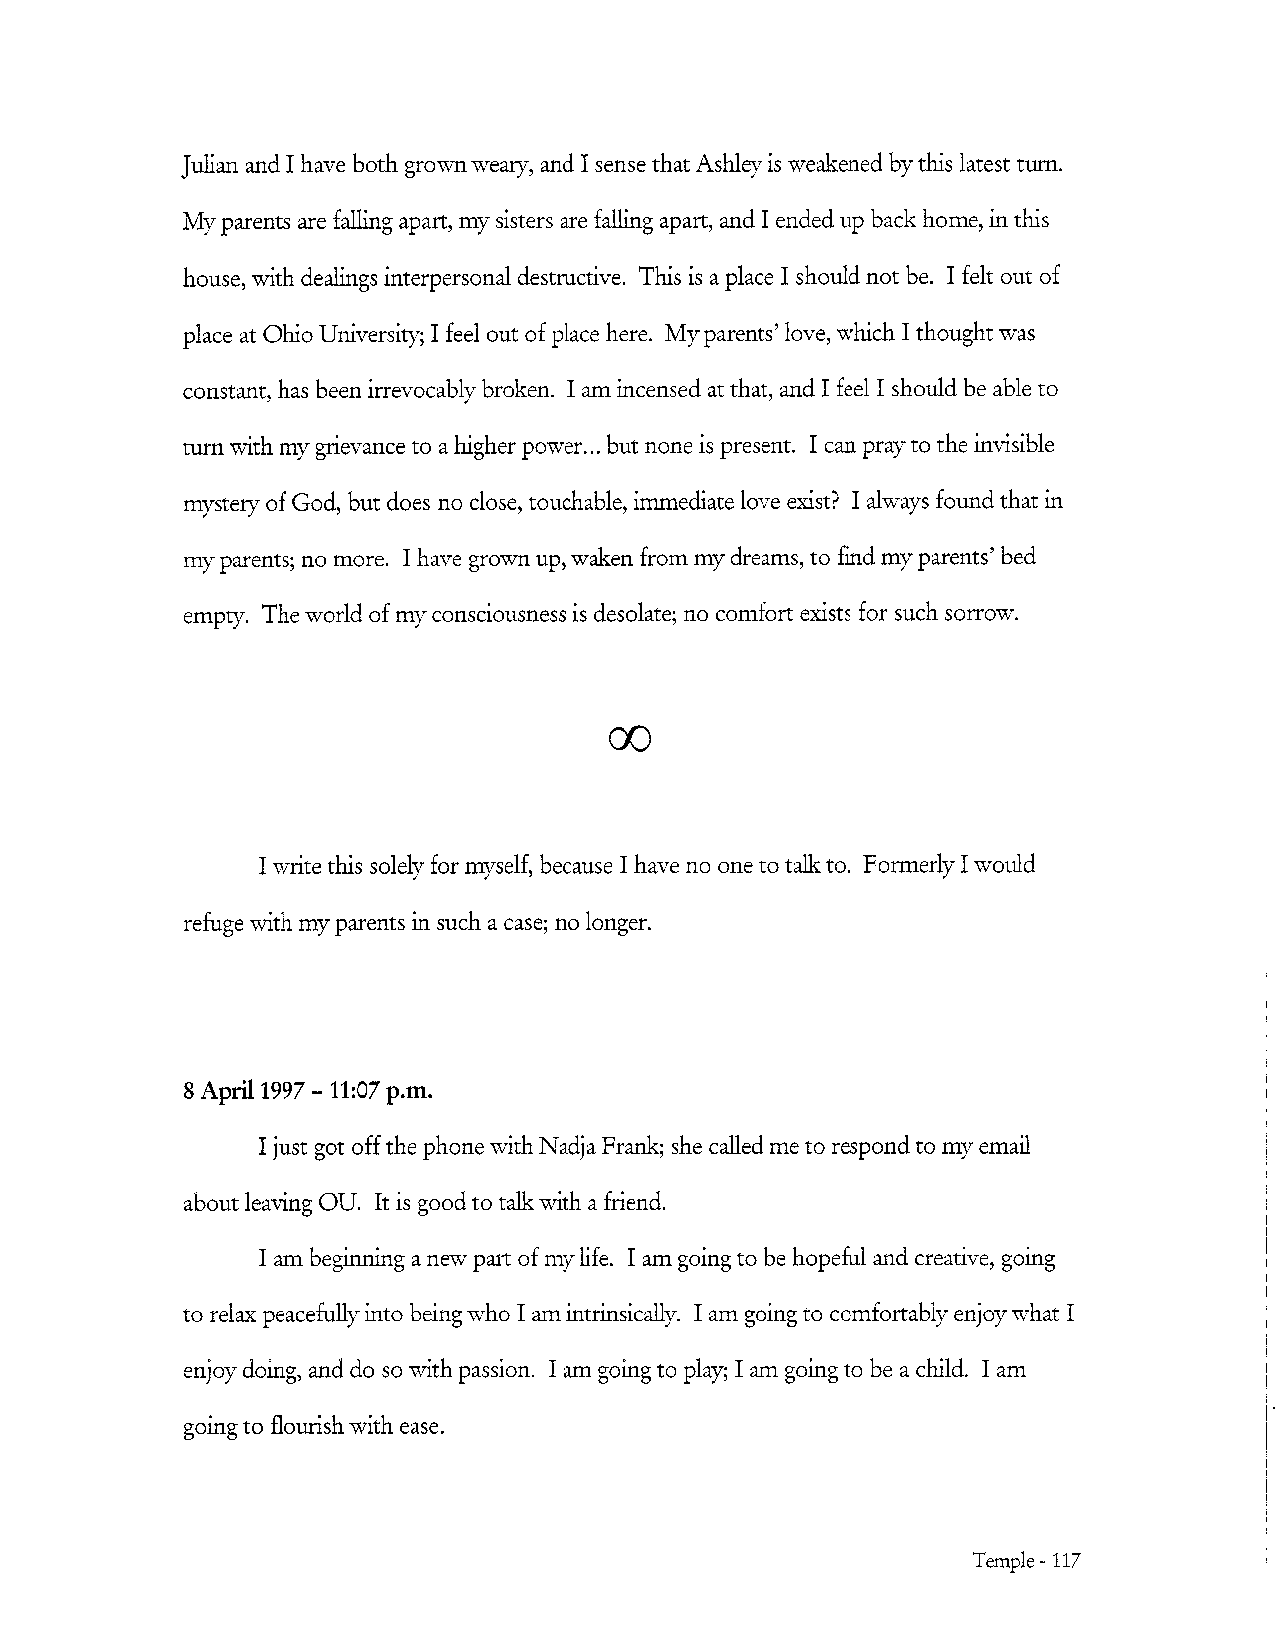 Julian and I have both grown weary, and I sense that Ashley is weakened by this latest turn.
My parents are falling apart, my sisters are falling apart, and I ended up back home, in this
house, with dealings interpersonal destructive. This is a place I should not be. I felt out of
place at Ohio University; I feel out of place here. My parents' love, which I thought was
constant, has been irrevocably broken. I am incensed at that, and I feel I should be able to
turn with my grievance to a higher power... but none is present. I can pray to the invisible
mystery of God, but does no close, touchable, immediate love exist? I always found that in
my parents; no more. I have grown up, waken from my dreams, to find my parents' bed
empty. The world of my consciousness is desolate; no comfort exists for such sorrow.
∞
I write this solely for myself, because I have no one to talk to. Formerly I would
refuge with my parents in such a case; no longer.
8 April 1997 – 11:07 p.m.
I just got off the phone with Nadja Frank; she called me to respond to my email
about leaving OU. It is good to talk with a friend.
I am beginning a new part of my life. I am going to be hopeful and creative, going
to relax peacefully into being who I am intrinsically. I am going to comfortably enjoy what I
enjoy doing, and do so with passion. I am going to play; I am going to be a child. I am
going to flourish with ease.
Temple - 117